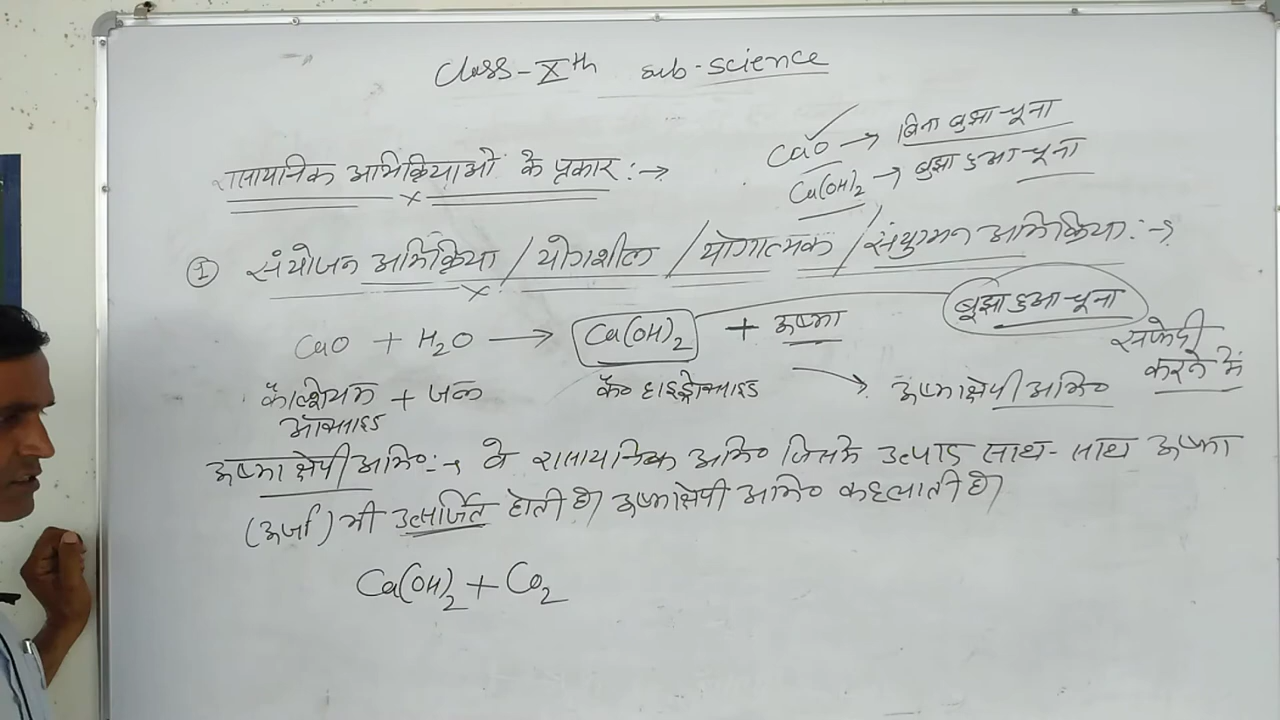 Class-Xth sub-science
CaO → बिना बुझा चूना
Ca(OH)2 → बुझा हुआ चूना
रासायनिक अभिक्रियाओं के प्रकार :→
① संयोजन अभिक्रिया / योगशील / योगात्मक / संयुग्मन अभिक्रिया :→
CaO + H2O → Ca(OH)2 + ऊष्मा
बुझा हुआ चूना
सफेदी
करने में
कैल्शियम + जल
ऑक्साइड
कै० हाइड्रोक्साइड
→ ऊष्माक्षेपी अभि०
ऊष्माक्षेपी अभि० :→ वे रासायनिक अभि० जिसमे उत्पाद साथ-साथ ऊष्मा
(ऊर्जा) भी उत्सर्जित होती है। ऊष्माक्षेपी अभि० कहलाती है।
Ca(OH)2 + CO2